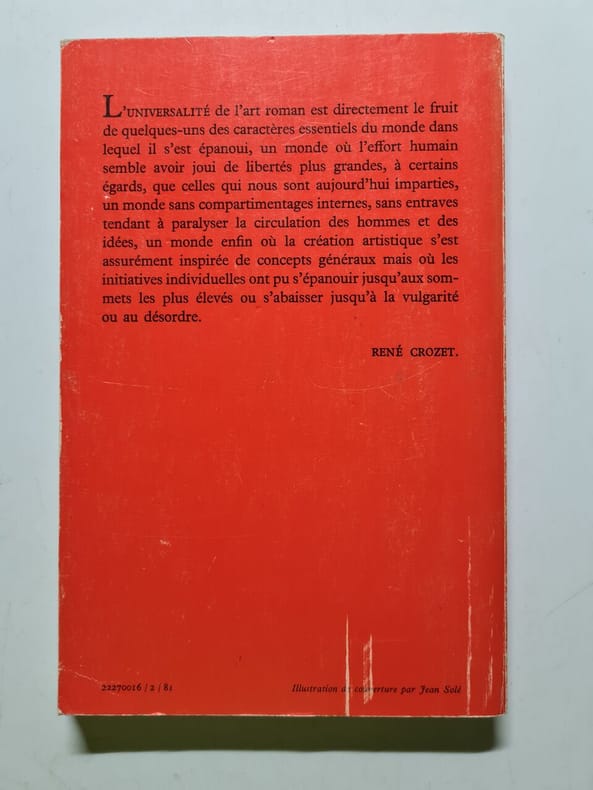 L'UNIVERSALITÉ de l'art roman est directement le fruit
de quelques-uns des caractères essentiels du monde dans
lequel il s'est épanoui, un monde où l'effort humain
semble avoir joui de libertés plus grandes, à certains
égards, que celles qui nous sont aujourd'hui imparties,
un monde sans compartimentages internes, sans entraves
tendant à paralyser la circulation des hommes et des
idées, un monde enfin où la création artistique s'est
assurément inspirée de concepts généraux mais où les
initiatives individuelles ont pu s'épanouir jusqu'aux som-
mets les plus élevés ou s'abaisser jusqu'à la vulgarité
ou au désordre.
RENÉ CROZET.
22270016 / 2 / 81
Illustration de couverture par Jean Solé